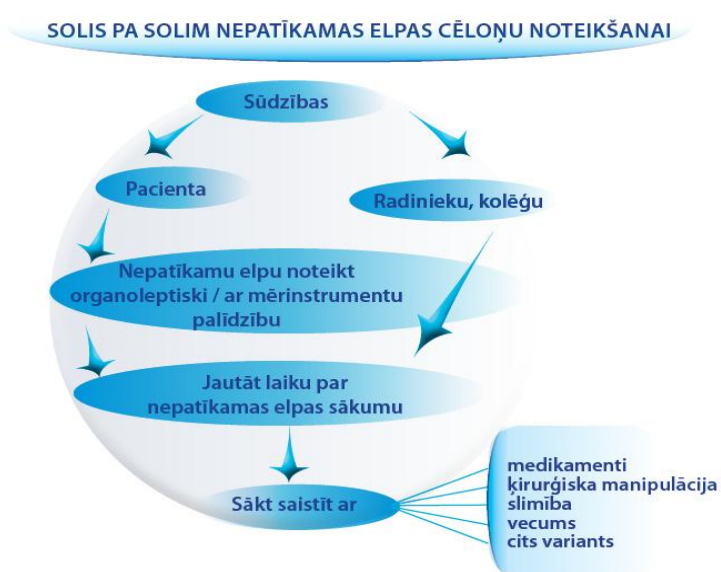 SOLIS PA SOLIM NEPATĪKAMAS ELPAS CĒLOŅU NOTEIKŠANAI
Sūdzības
Pacienta
Radinieku, kolēģu
Nepatīkamu elpu noteikt
organoleptiski / ar mērinstrumentu
palīdzību
Jautāt laiku par
nepatīkamas elpas sākumu
Sākt saistīt ar
medikamenti
ķirurģiska manipulācija
slimība
vecums
cits variants